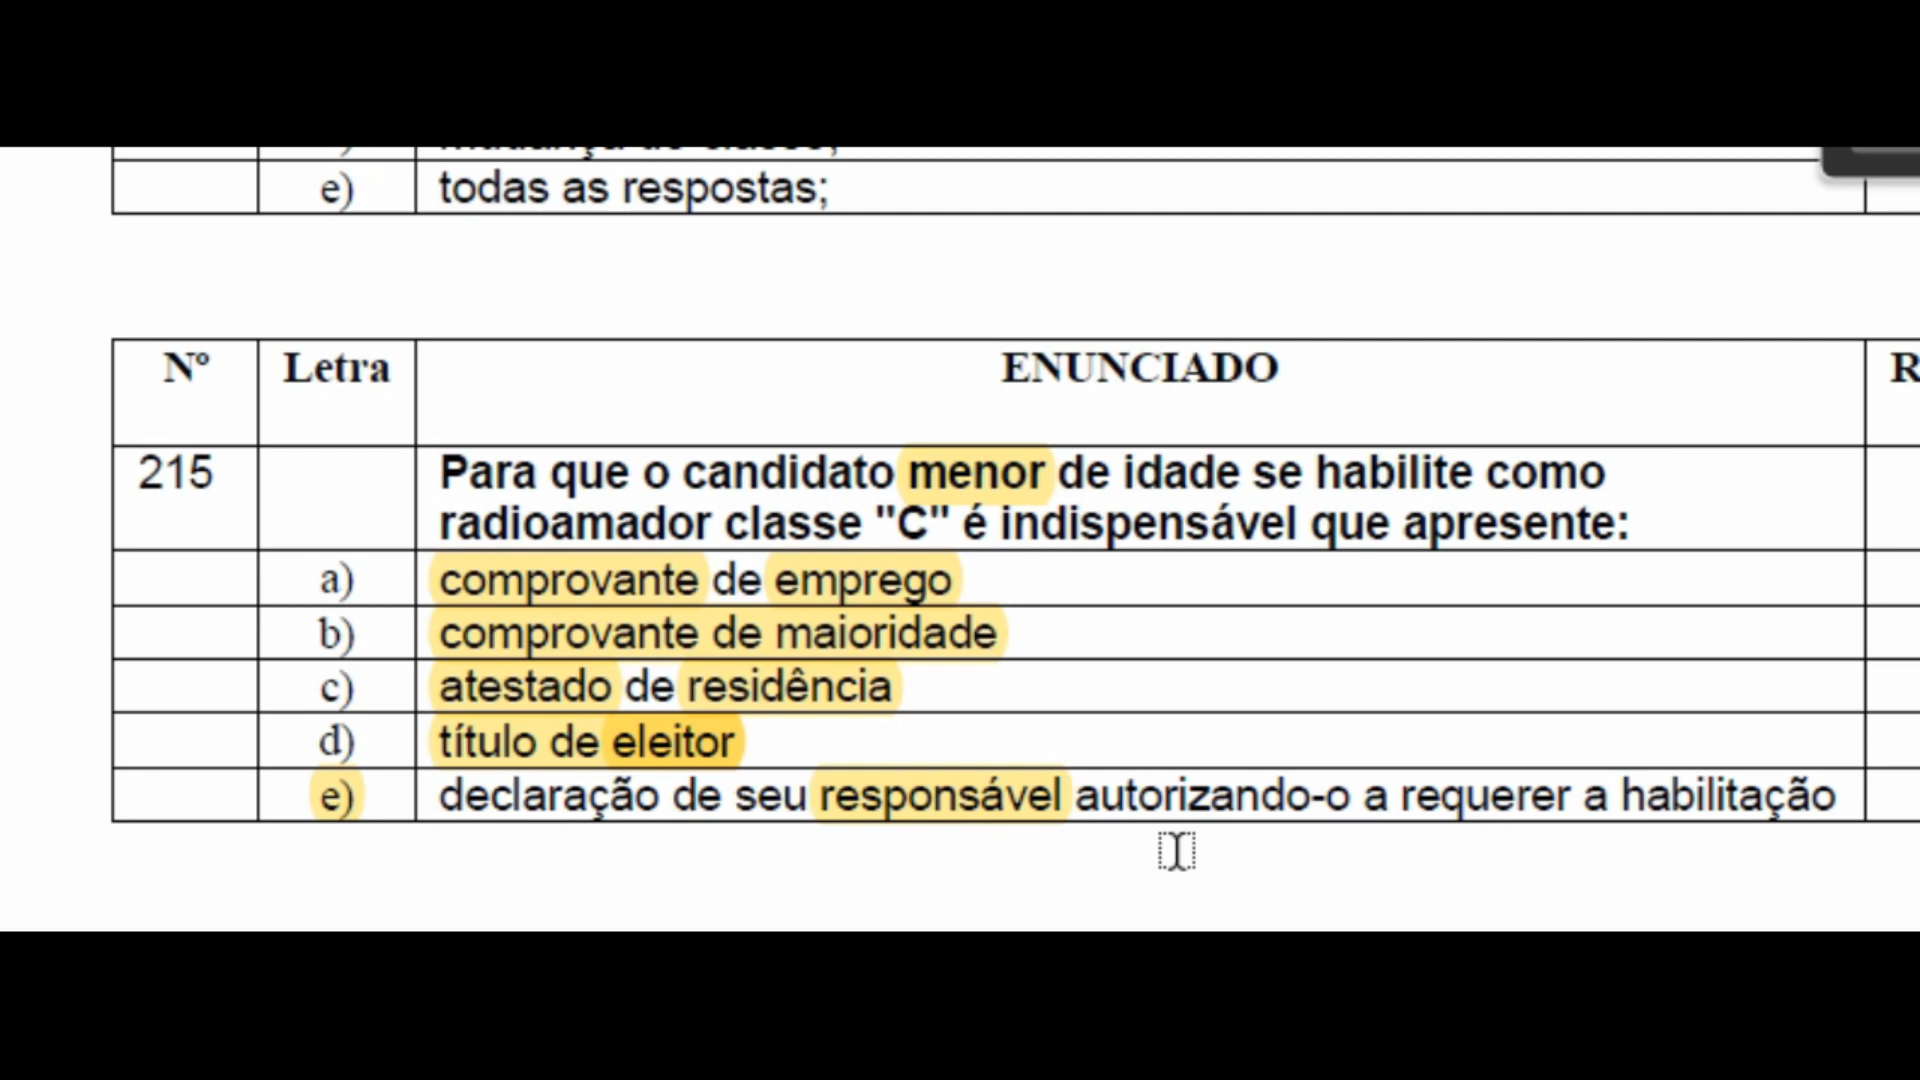 e) todas as respostas;
Nº Letra ENUNCIADO R
215 Para que o candidato menor de idade se habilite como
radioamador classe "C" é indispensável que apresente:
a) comprovante de emprego
b) comprovante de maioridade
c) atestado de residência
d) título de eleitor
e) declaração de seu responsável autorizando-o a requerer a habilitação